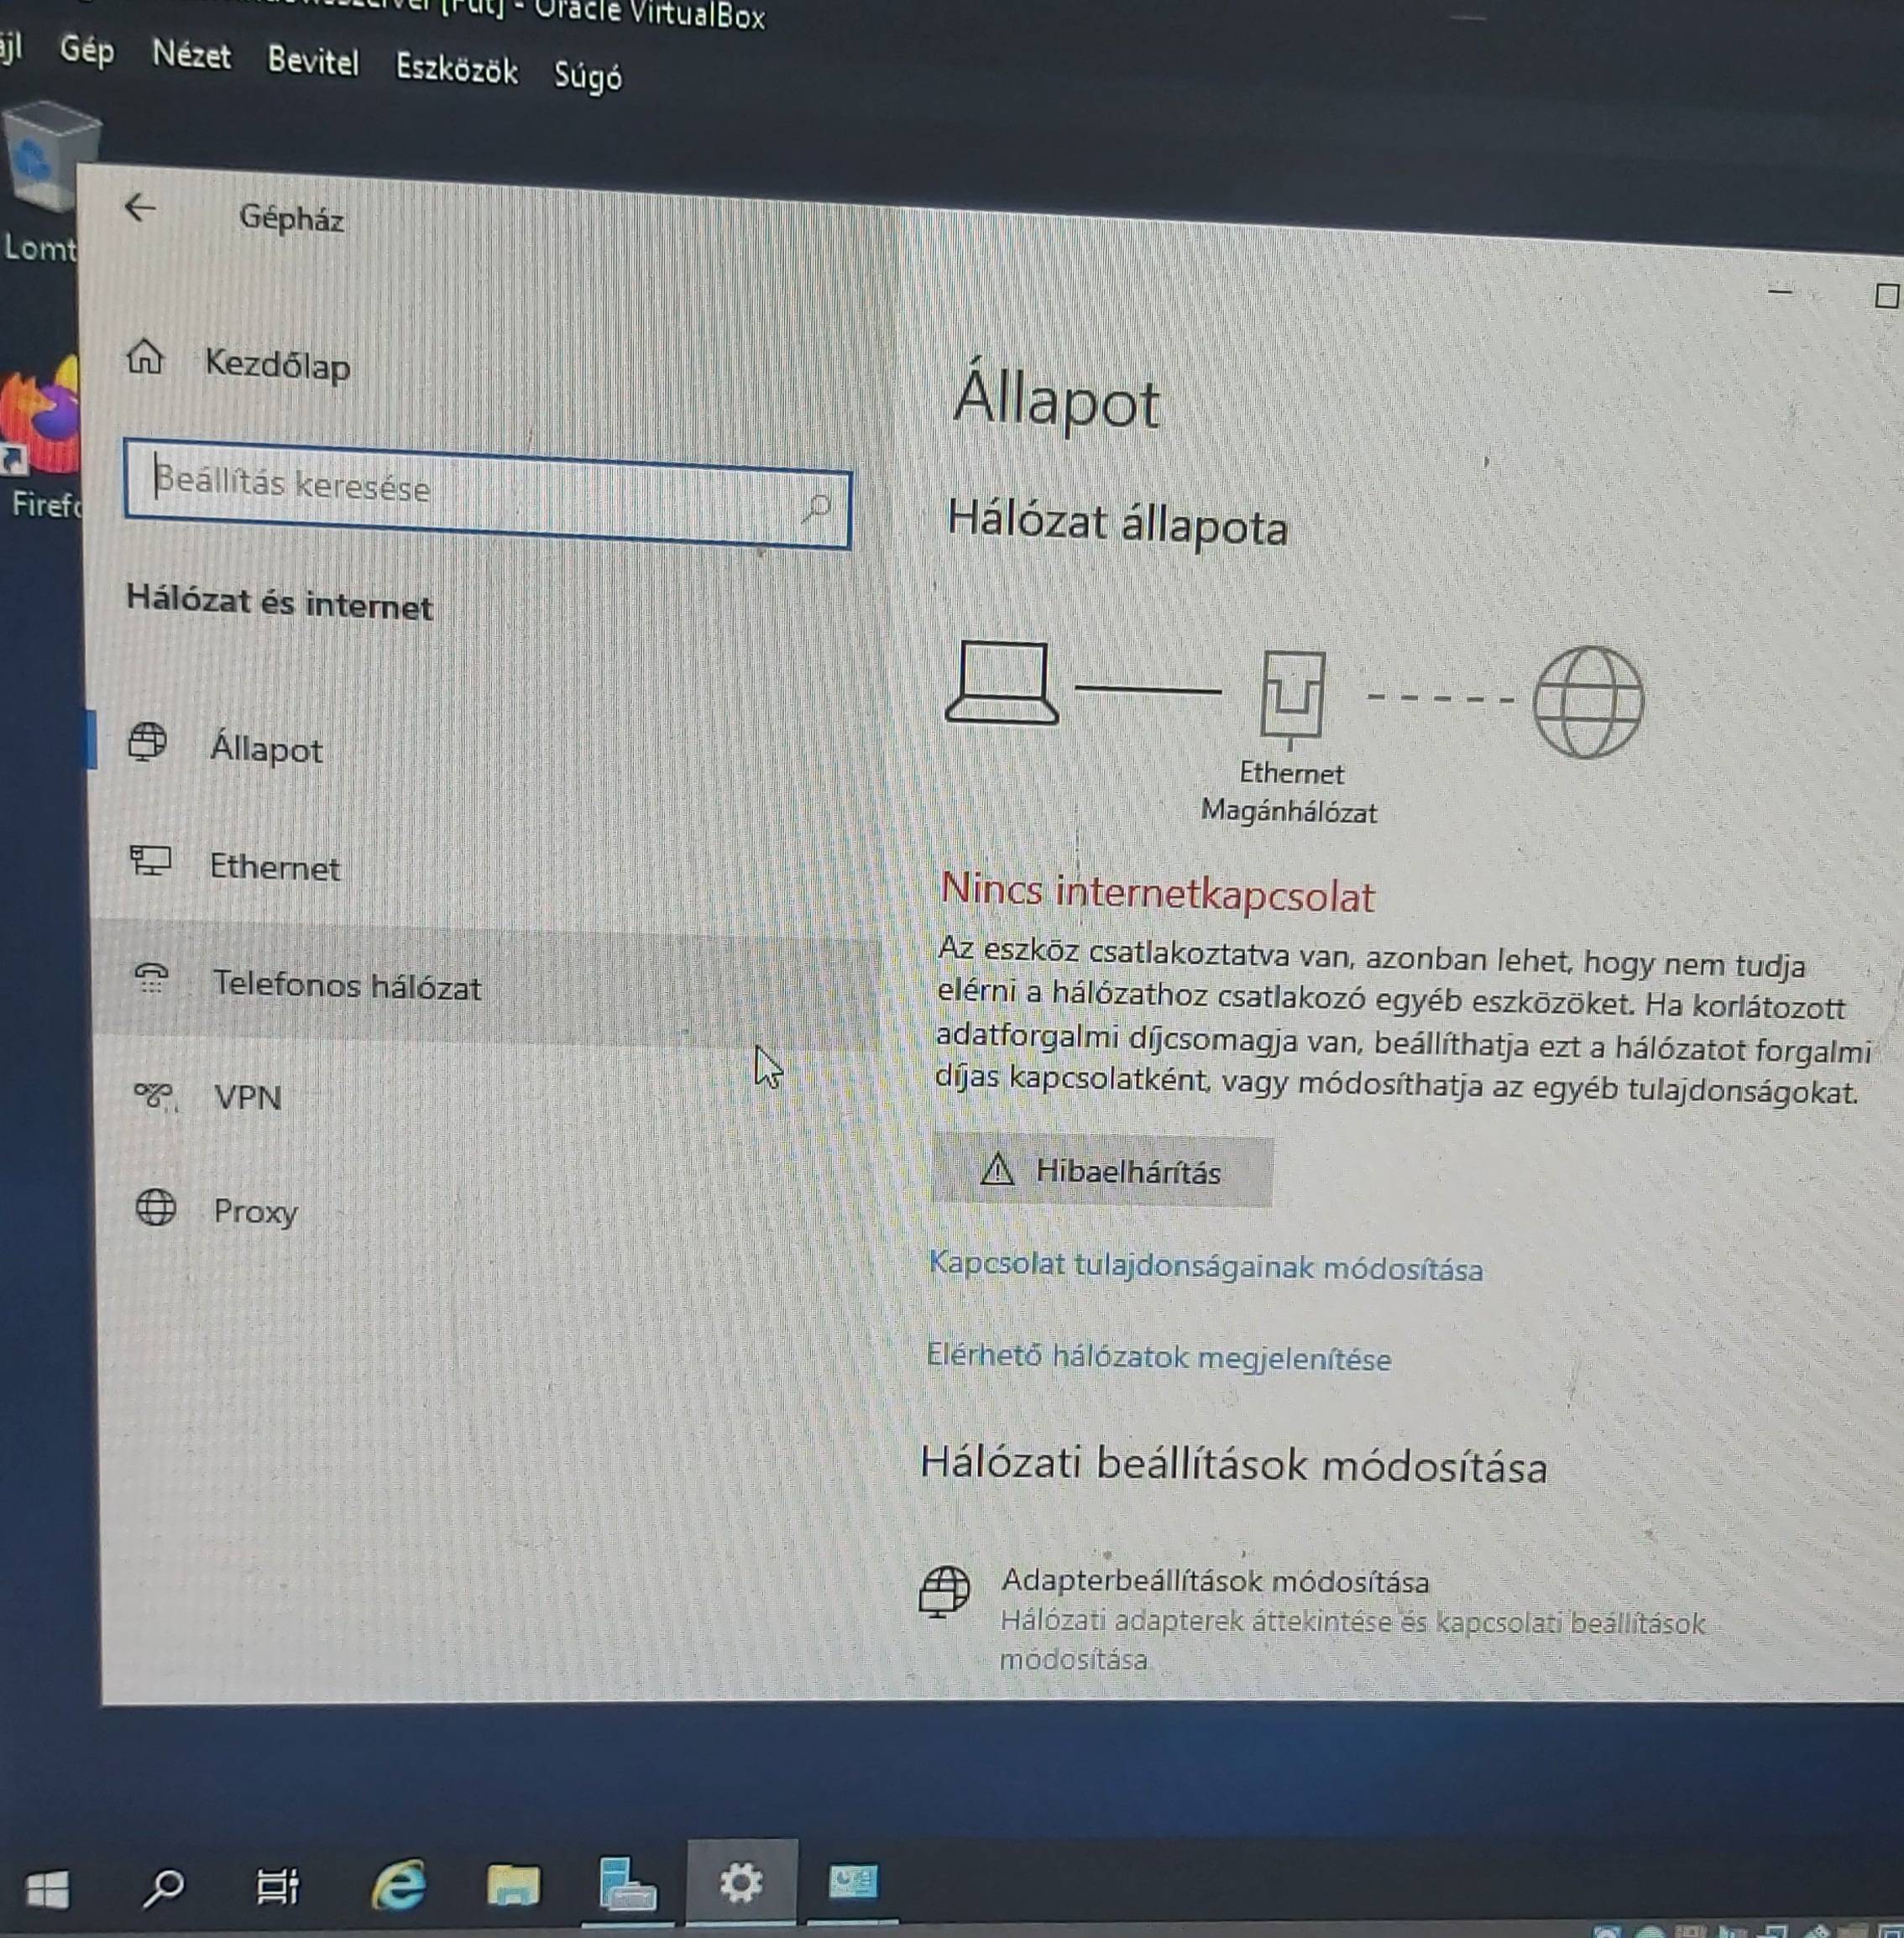 [Fut] - Oracle VirtualBox
Gép Nézet Bevitel Eszközök Súgó
Gépház
Kezdőlap
Beállítás keresése
Hálózat és internet
Állapot
Ethernet
Telefonos hálózat
VPN
Proxy
Állapot
Hálózat állapota
Ethernet
Magánhálózat
Nincs internetkapcsolat
Az eszköz csatlakoztatva van, azonban lehet, hogy nem tudja
elérni a hálózathoz csatlakozó egyéb eszközöket. Ha korlátozott
adatforgalmi díjcsomagja van, beállíthatja ezt a hálózatot forgalmi
díjas kapcsolatként, vagy módosíthatja az egyéb tulajdonságokat.
Hibaelhárítás
Kapcsolat tulajdonságainak módosítása
Elérhető hálózatok megjelenítése
Hálózati beállítások módosítása
Adapterbeállítások módosítása
Hálózati adapterek áttekintése és kapcsolati beállítások
módosítása